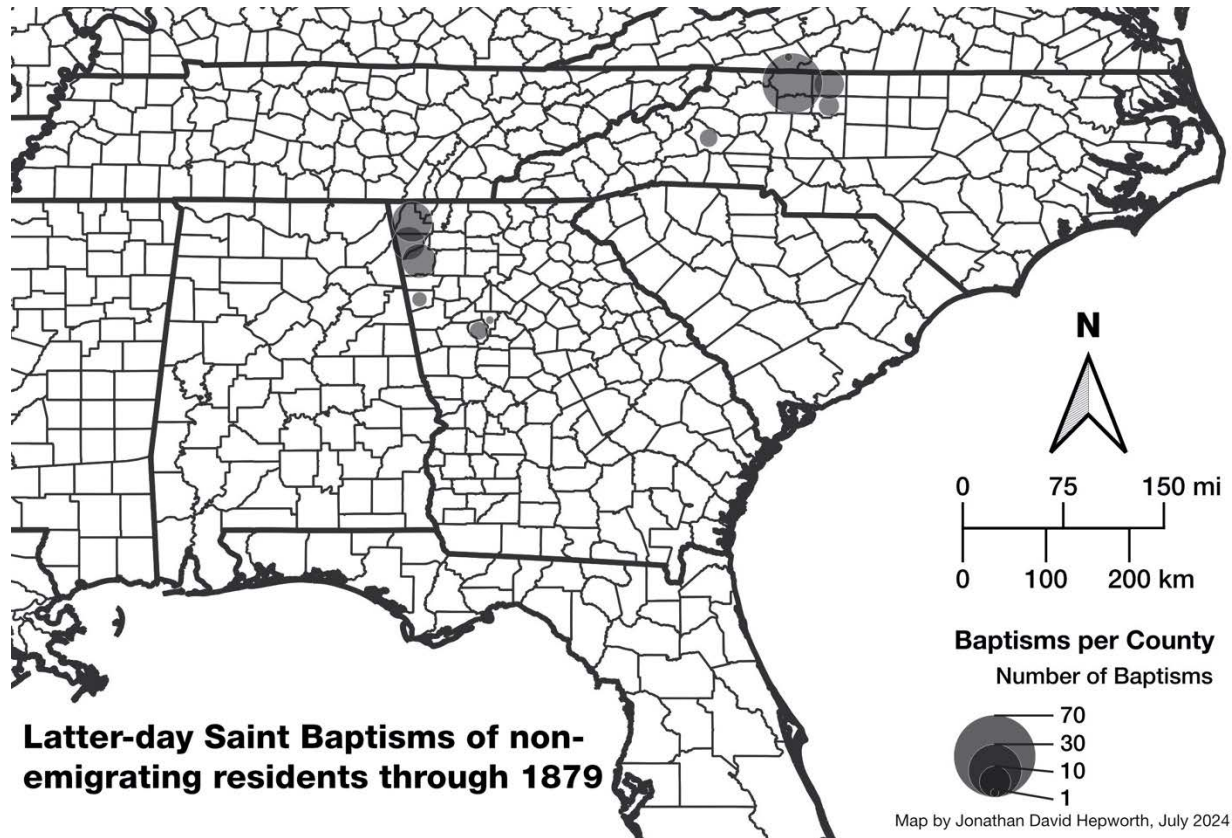 N
0 75 150 mi
0 100 200 km
Baptisms per County
Number of Baptisms
70
30
10
1
Latter-day Saint Baptisms of non-
emigrating residents through 1879
Map by Jonathan David Hepworth, July 2024